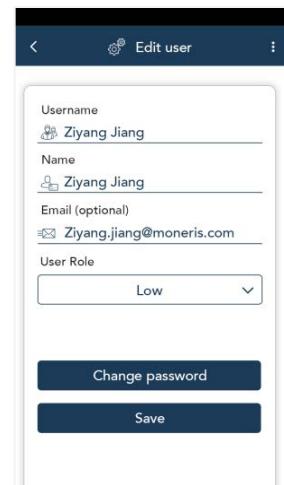 Edit user
Username
Ziyang Jiang
Name
Ziyang Jiang
Email (optional)
Ziyang.jiang@moneris.com
User Role
Low
Change password
Save